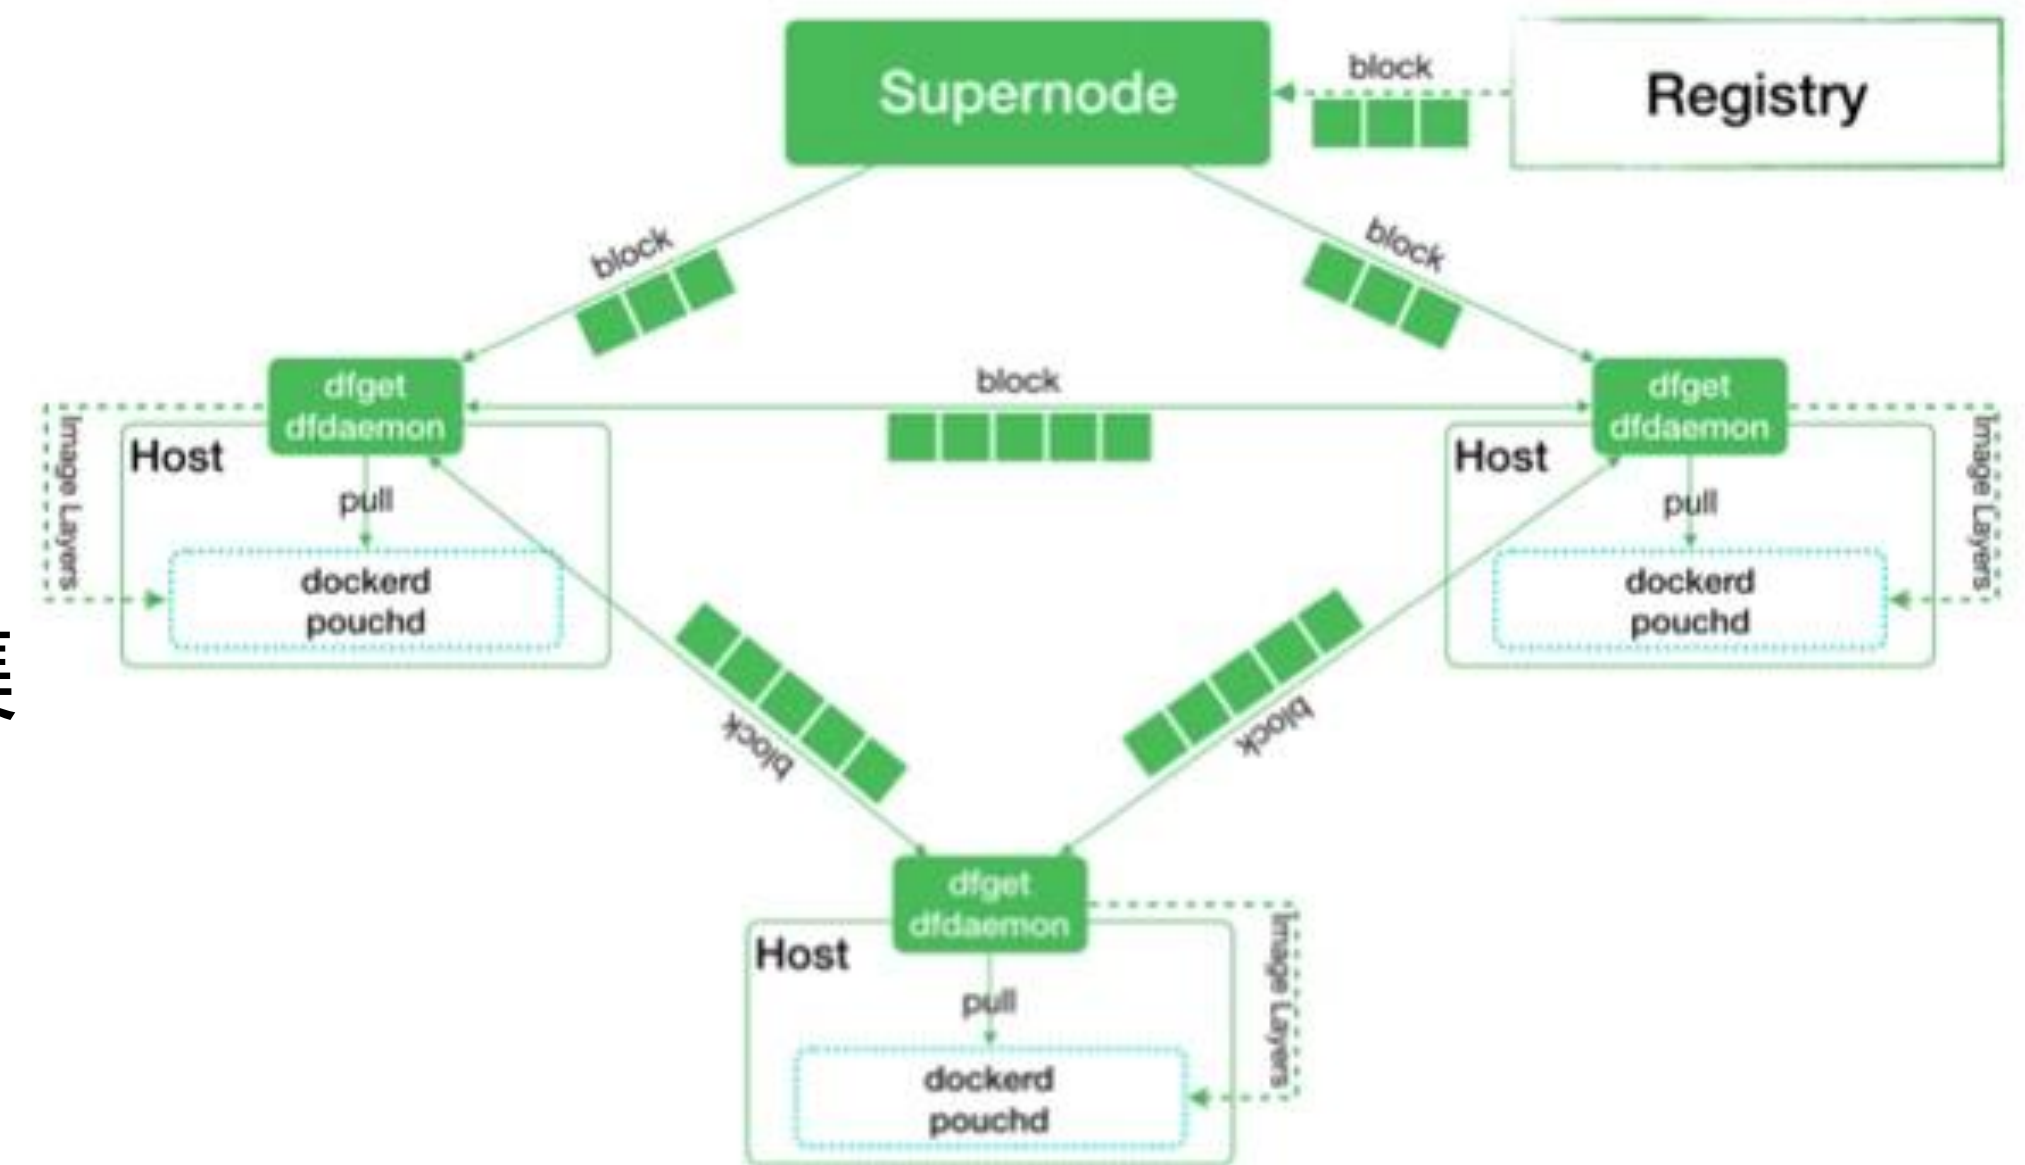 Supernode
block
Registry
block
block
dfget
dfdaemon
block
dfget
dfdaemon
Image Layers
Host
pull
dockerd
pouchd
Host
pull
dockerd
pouchd
Image Layers
block
block
dfget
dfdaemon
Host
pull
dockerd
pouchd
Image Layers